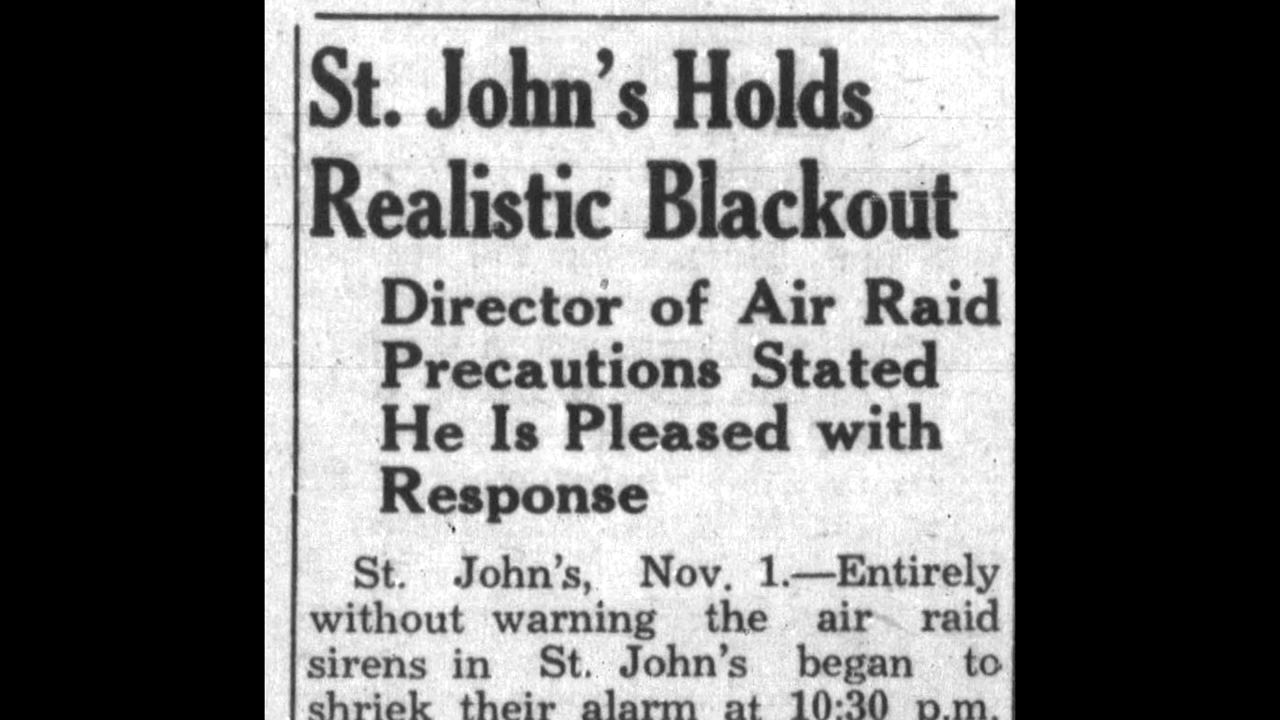 St. John's Holds
Realistic Blackout
Director of Air Raid
Precautions Stated
He Is Pleased with
Response
St. John's, Nov. 1.—Entirely
without warning the air raid
sirens in St. John's began to
shriek their alarm at 10:30 p.m.